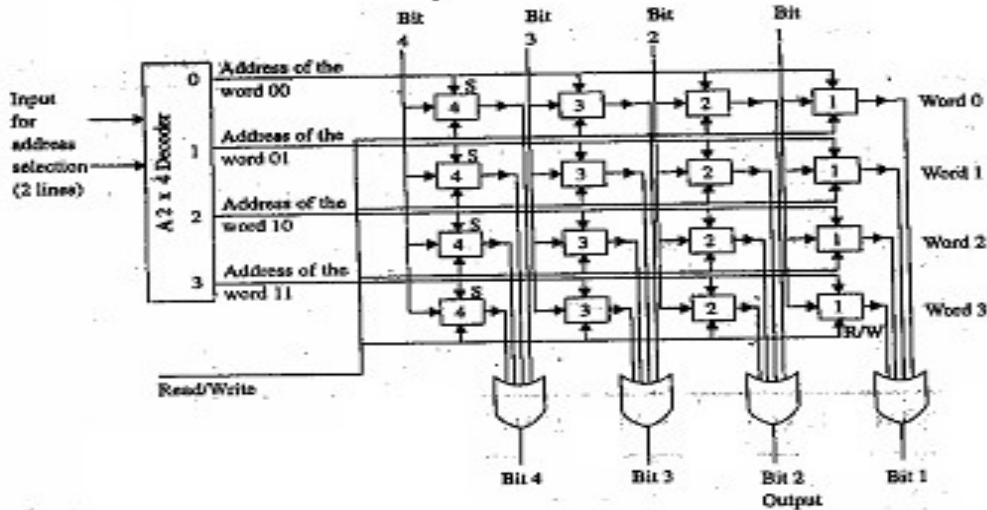 Bit 4
Bit 3
Bit 2
Bit 1
Input for address selection (2 lines)
A 2 x 4 Decoder
0
Address of the word 00
S
4
3
2
1
Word 0
1
Address of the word 01
S
4
3
2
1
Word 1
2
Address of the word 10
S
4
3
2
1
Word 2
3
Address of the word 11
S
4
3
2
1
Word 3
R/W
Read/Write
Bit 4
Bit 3
Bit 2
Bit 1
Output